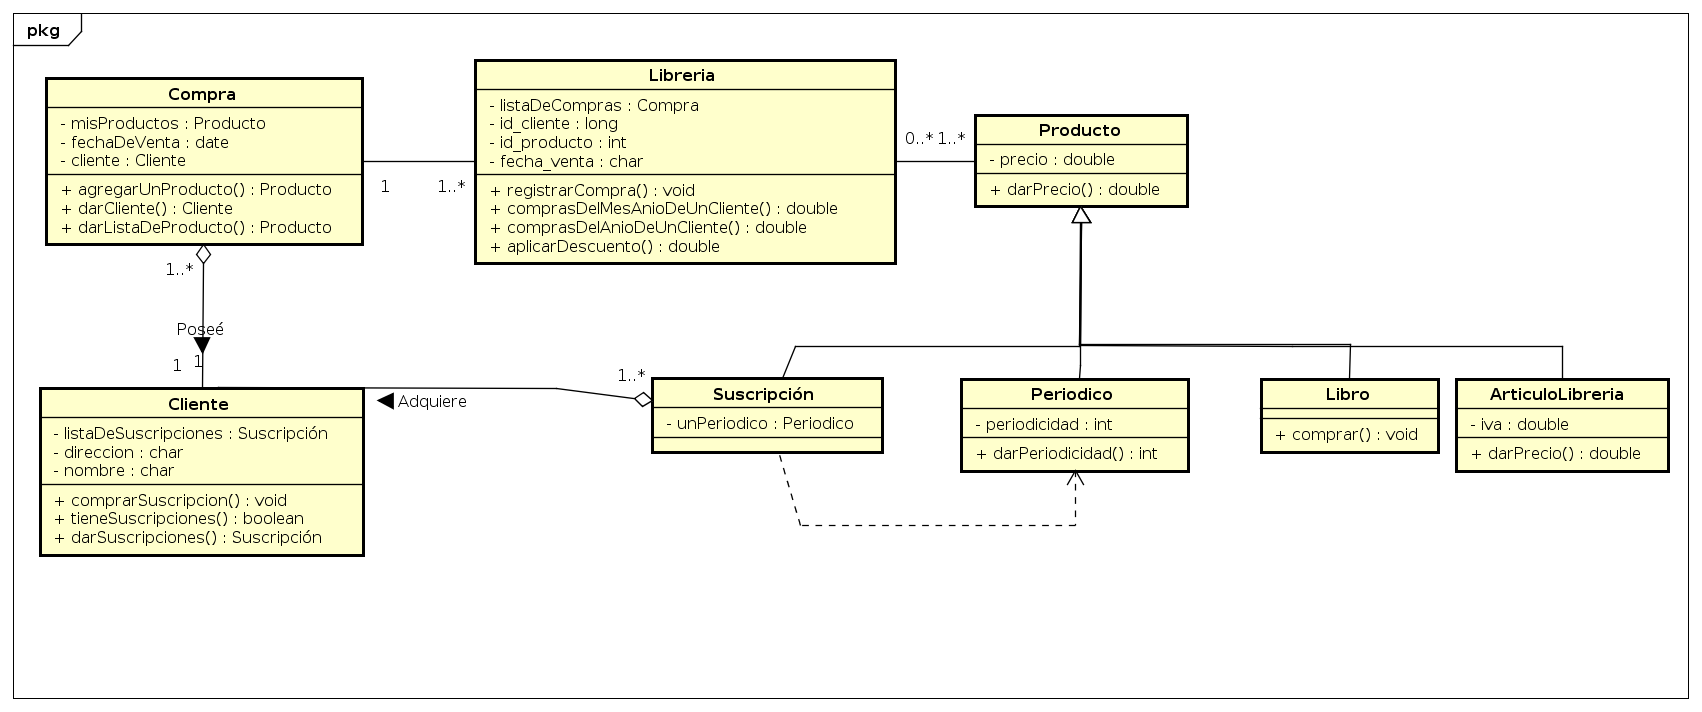 pkg
Compra
- misProductos : Producto
- fechaDeVenta : date
- cliente : Cliente
+ agregarUnProducto() : Producto
+ darCliente() : Cliente
+ darListaDeProducto() : Producto
1
1..*
Libreria
- listaDeCompras : Compra
- id_cliente : long
- id_producto : int
- fecha_venta : char
+ registrarCompra() : void
+ comprasDelMesAnioDeUnCliente() : double
+ comprasDelAnioDeUnCliente() : double
+ aplicarDescuento() : double
0..* 1..*
Producto
- precio : double
+ darPrecio() : double
1..*
Poseé
1
1
Cliente
- listaDeSuscripciones : Suscripción
- direccion : char
- nombre : char
+ comprarSuscripcion() : void
+ tieneSuscripciones() : boolean
+ darSuscripciones() : Suscripción
Adquiere
1..*
Suscripción
- unPeriodico : Periodico
Periodico
- periodicidad : int
+ darPeriodicidad() : int
Libro
+ comprar() : void
ArticuloLibreria
- iva : double
+ darPrecio() : double